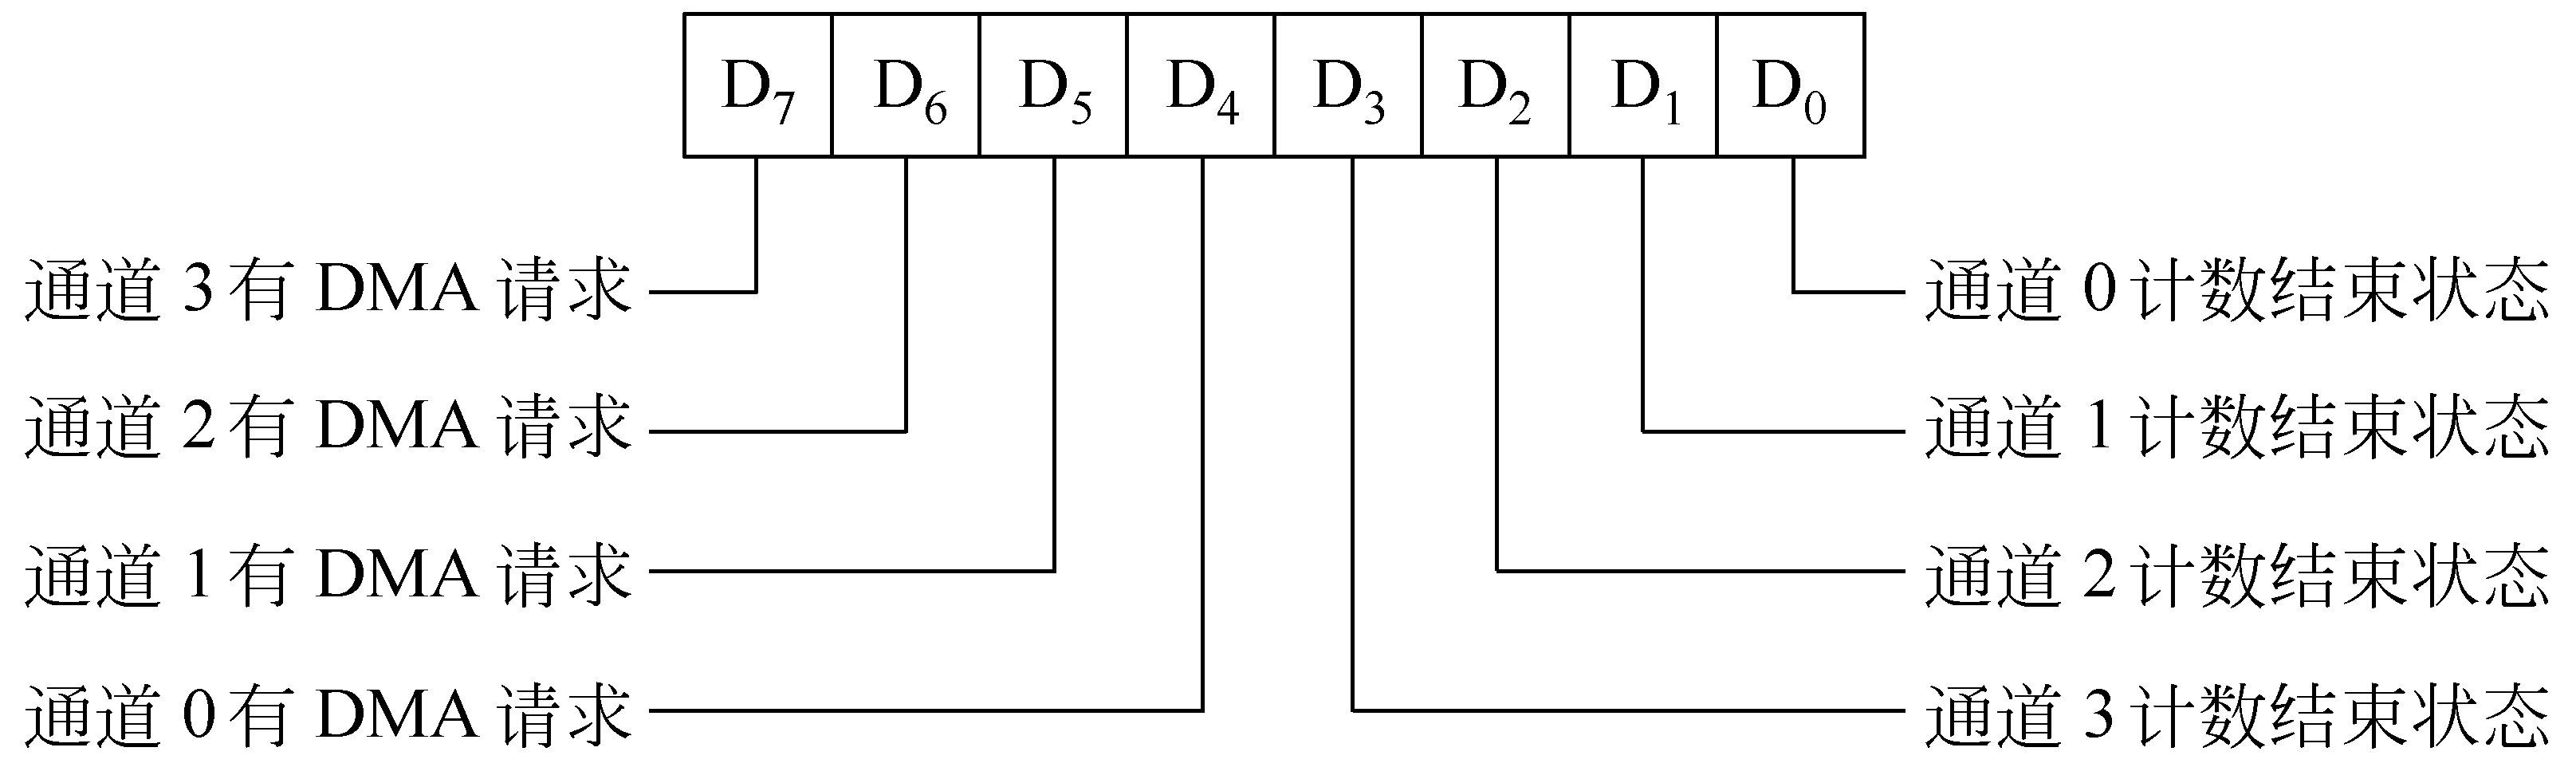 D₇ D₆ D₅ D₄ D₃ D₂ D₁ D₀
通道 3 有 DMA 请求
通道 0 计数结束状态
通道 2 有 DMA 请求
通道 1 计数结束状态
通道 1 有 DMA 请求
通道 2 计数结束状态
通道 0 有 DMA 请求
通道 3 计数结束状态